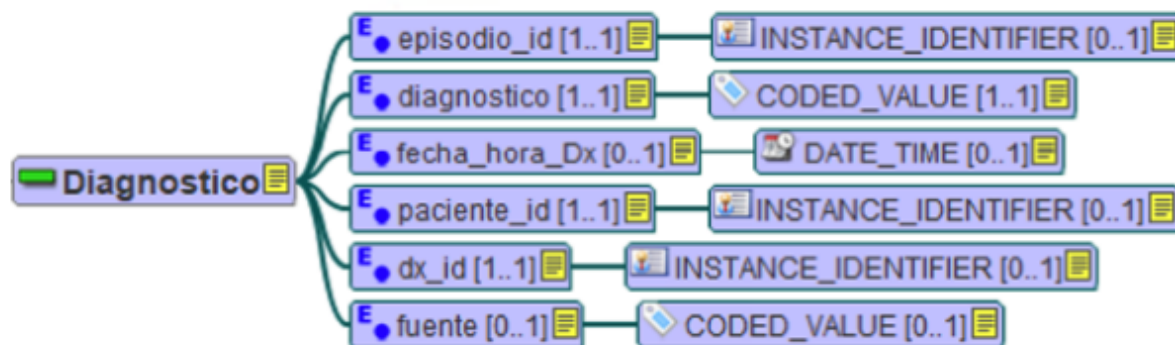 episodio_id [1..1] INSTANCE_IDENTIFIER [0..1]
diagnostico [1..1] CODED_VALUE [1..1]
fecha_hora_Dx [0..1] DATE_TIME [0..1]
Diagnostico
paciente_id [1..1] INSTANCE_IDENTIFIER [0..1]
dx_id [1..1] INSTANCE_IDENTIFIER [0..1]
fuente [0..1] CODED_VALUE [0..1]